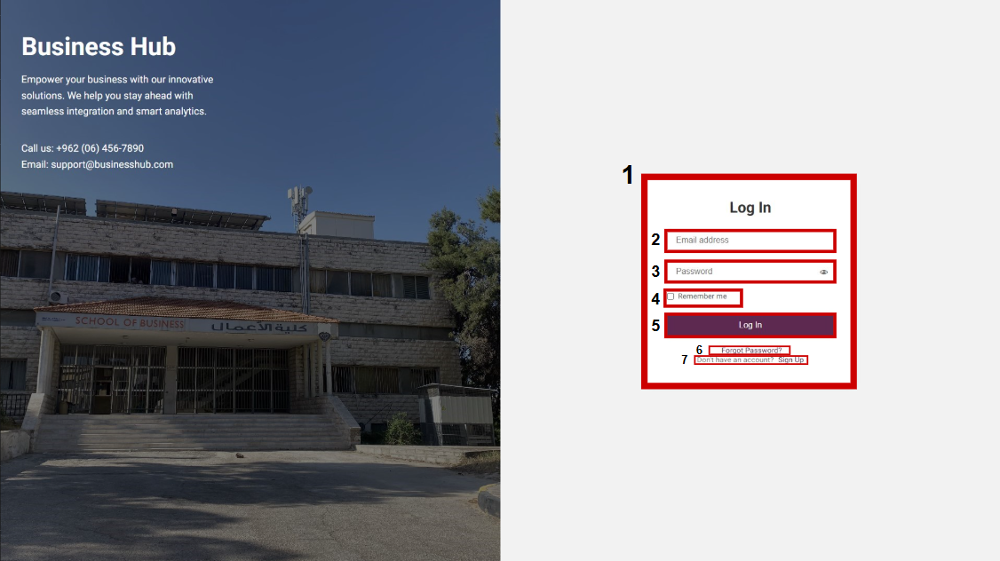 Business Hub
Empower your business with our innovative
solutions. We help you stay ahead with
seamless integration and smart analytics.
Call us: +962 (06) 456-7890
Email: support@businesshub.com
SCHOOL OF BUSINESS
كلية الأعمال
1
Log In
2 Email address
3 Password
4 Remember me
5 Log In
6 Forgot Password?
7 Don't have an account? Sign Up